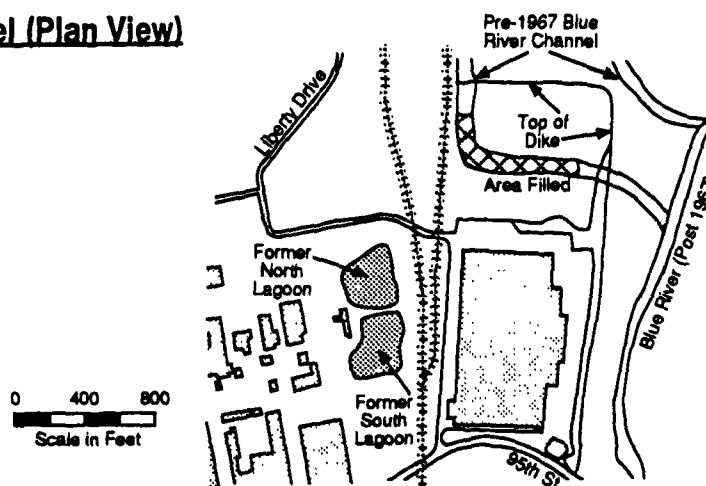 el (Plan View)
Pre-1967 Blue
River Channel
Liberty Drive
Top of
Dike
Area Filled
Blue River (Post 1967)
Former
North
Lagoon
0 400 800
Scale in Feet
Former
South
Lagoon
95th St